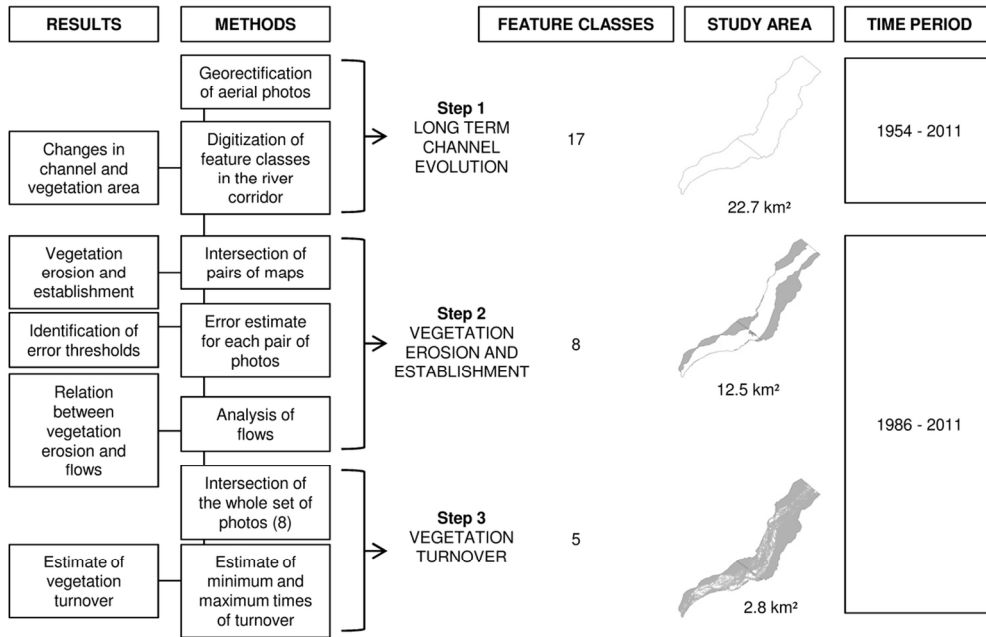 RESULTS
METHODS
FEATURE CLASSES
STUDY AREA
TIME PERIOD
Georectification
of aerial photos
Changes in
channel and
vegetation area
Digitization of
feature classes
in the river
corridor
Step 1
LONG TERM
CHANNEL
EVOLUTION
17
22.7 km²
1954 - 2011
Vegetation
erosion and
establishment
Intersection of
pairs of maps
Identification of
error thresholds
Error estimate
for each pair of
photos
Relation
between
vegetation
erosion and
flows
Analysis of
flows
Step 2
VEGETATION
EROSION AND
ESTABLISHMENT
8
12.5 km²
1986 - 2011
Intersection of
the whole set of
photos (8)
Estimate of
vegetation
turnover
Estimate of
minimum and
maximum times
of turnover
Step 3
VEGETATION
TURNOVER
5
2.8 km²